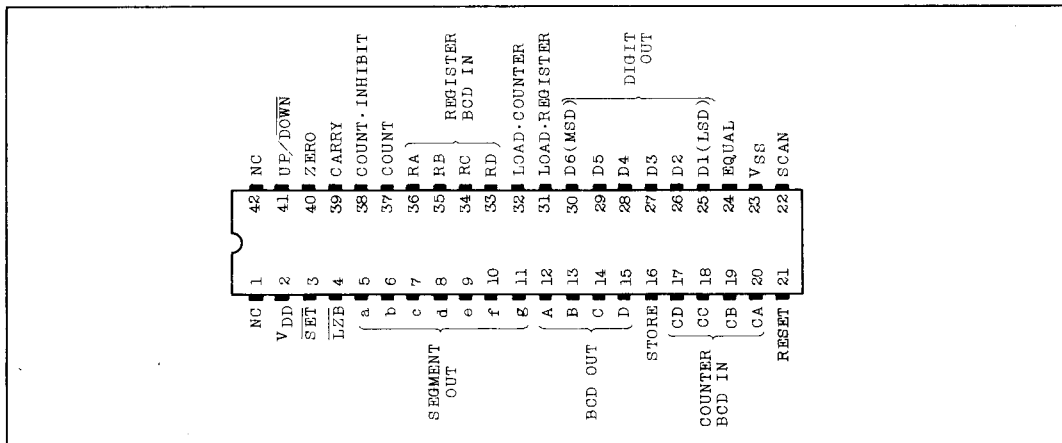 NC
UP/DOWN
ZERO
CARRY
COUNT·INHIBIT
COUNT
RA
RB
RC
RD
REGISTER
BCD IN
LOAD·COUNTER
LOAD·REGISTER
D6(MSD)
D5
D4
D3
D2
D1(LSD)
DIGIT
OUT
EQUAL
VSS
SCAN
42 41 40 39 38 37 36 35 34 33 32 31 30 29 28 27 26 25 24 23 22
1 2 3 4 5 6 7 8 9 10 11 12 13 14 15 16 17 18 19 20 21
NC
VDD
SET
LZB
a
b
c
d
e
f
g
SEGMENT
OUT
A
B
C
D
BCD OUT
STORE
CD
CC
CB
CA
COUNTER
BCD IN
RESET